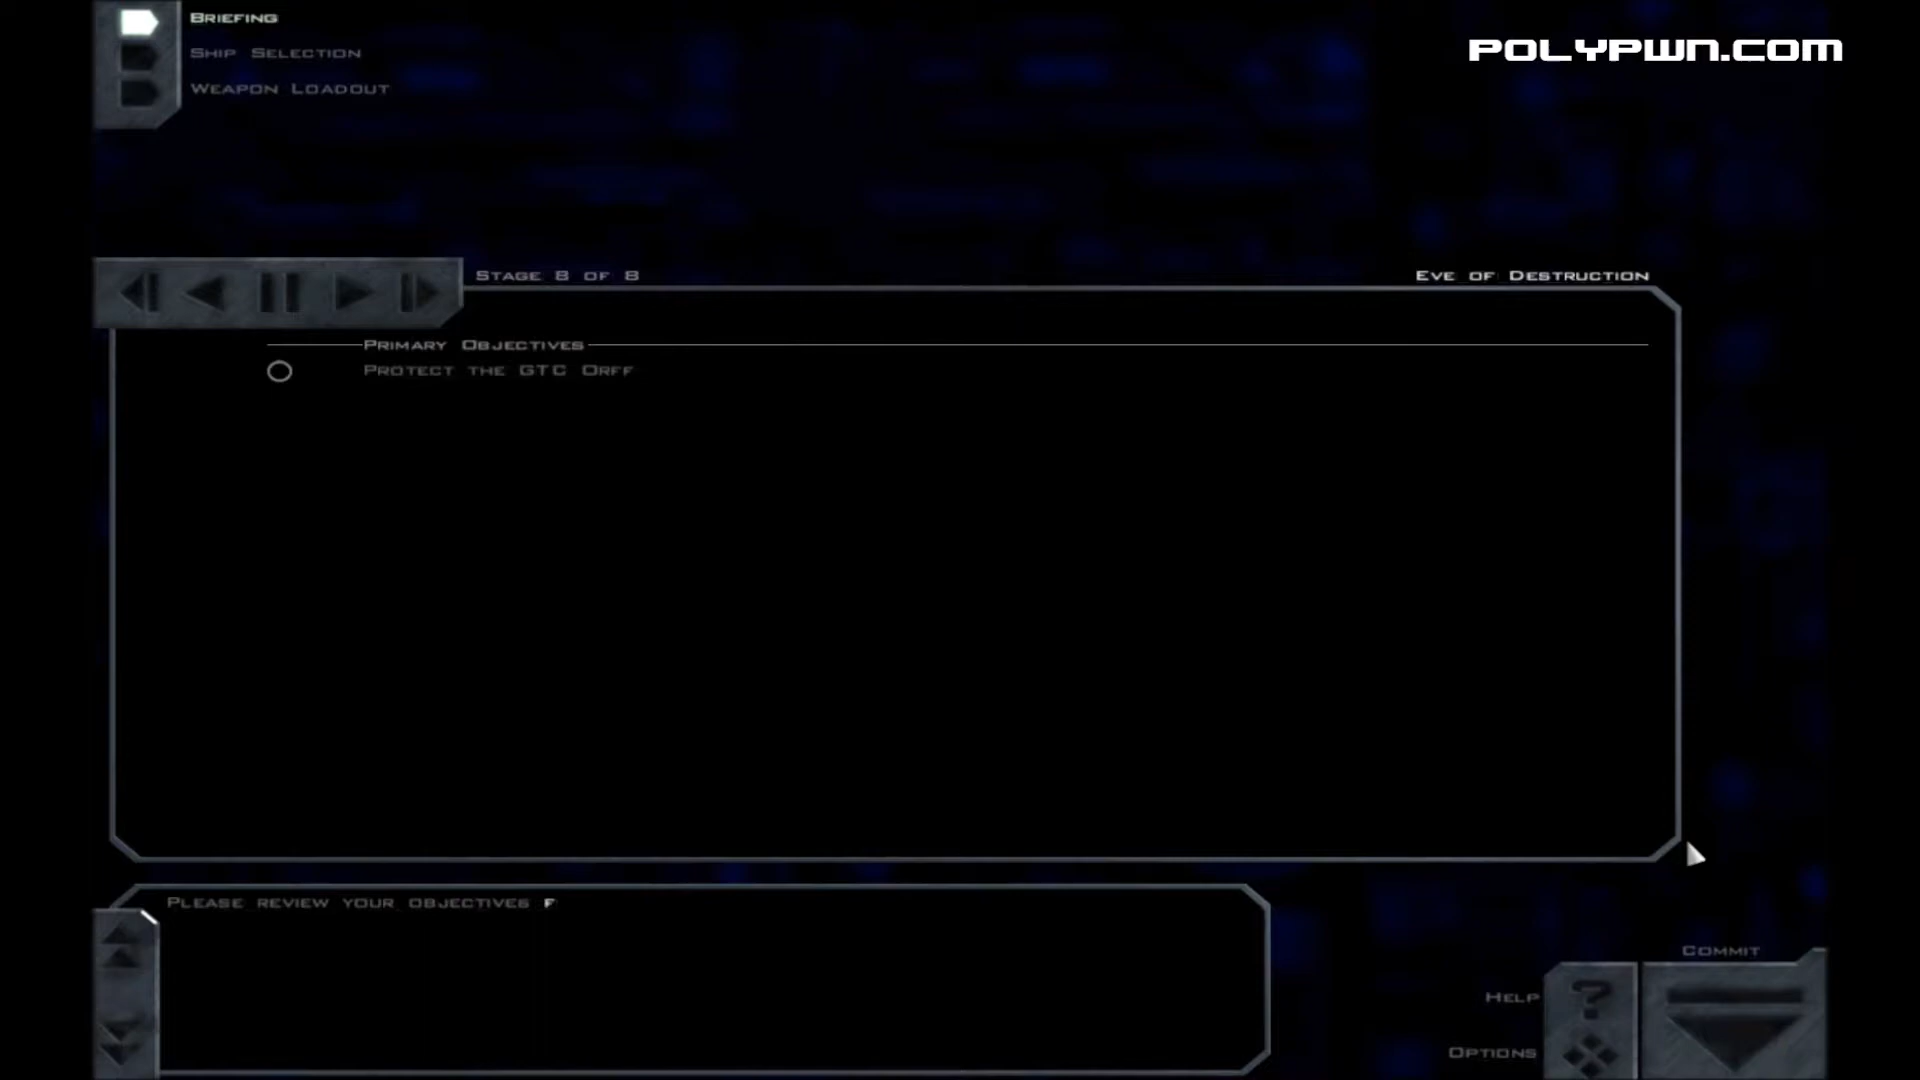 Briefing
Ship Selection
Weapon Loadout
POLYPWN.COM
Stage 8 of 8
Eve of Destruction
Primary Objectives
Protect the GTC Orff
Please review your objectives F
Commit
Help
?
Options